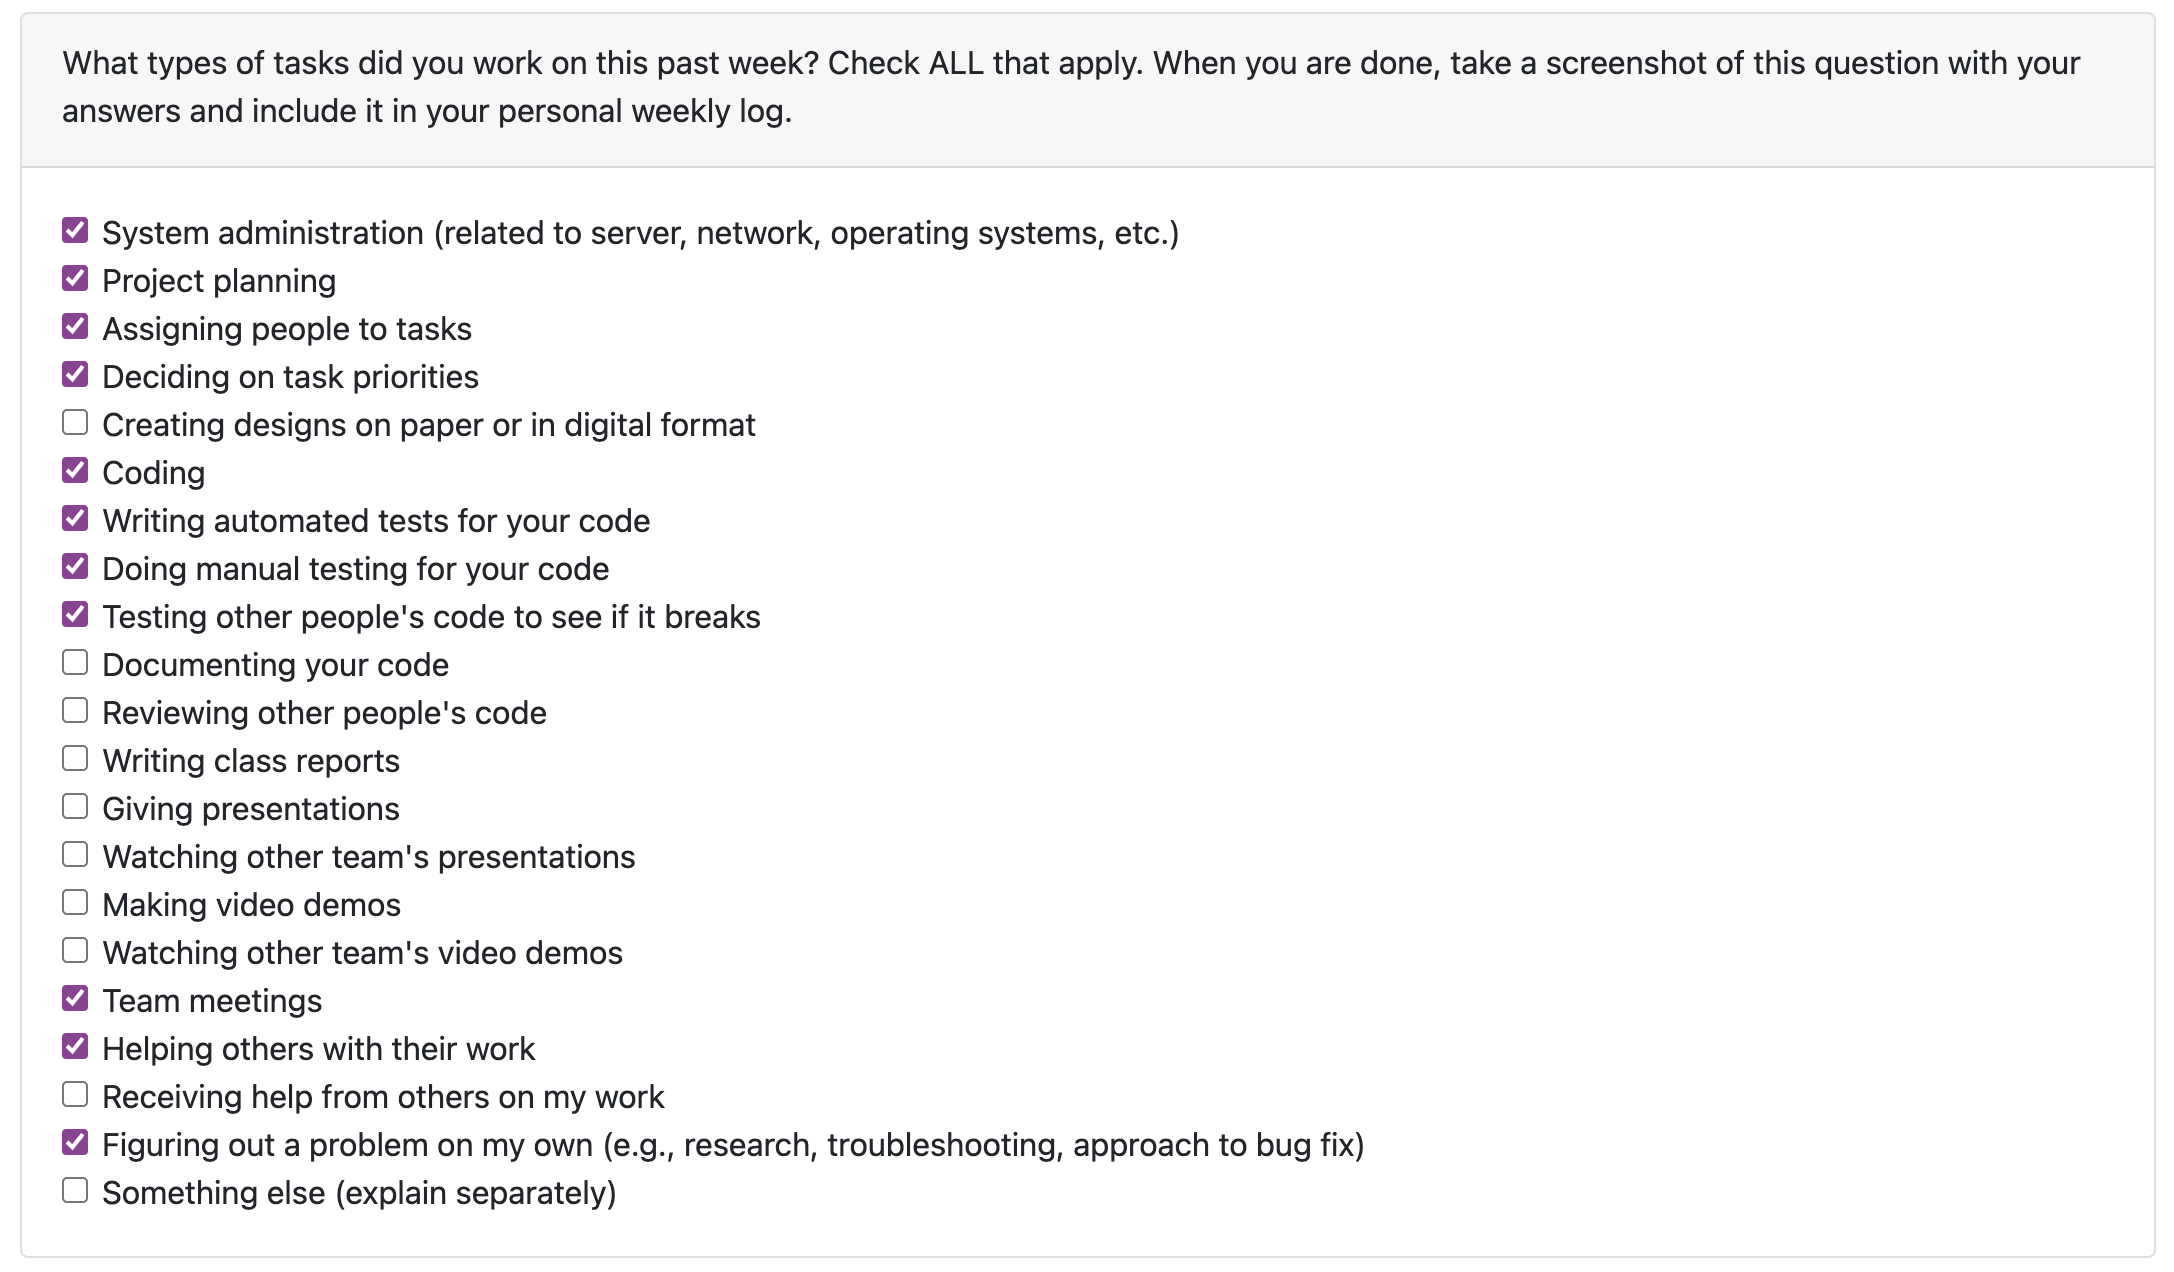 What types of tasks did you work on this past week? Check ALL that apply. When you are done, take a screenshot of this question with your
answers and include it in your personal weekly log.
System administration (related to server, network, operating systems, etc.)
Project planning
Assigning people to tasks
Deciding on task priorities
Creating designs on paper or in digital format
Coding
Writing automated tests for your code
Doing manual testing for your code
Testing other people's code to see if it breaks
Documenting your code
Reviewing other people's code
Writing class reports
Giving presentations
Watching other team's presentations
Making video demos
Watching other team's video demos
Team meetings
Helping others with their work
Receiving help from others on my work
Figuring out a problem on my own (e.g., research, troubleshooting, approach to bug fix)
Something else (explain separately)